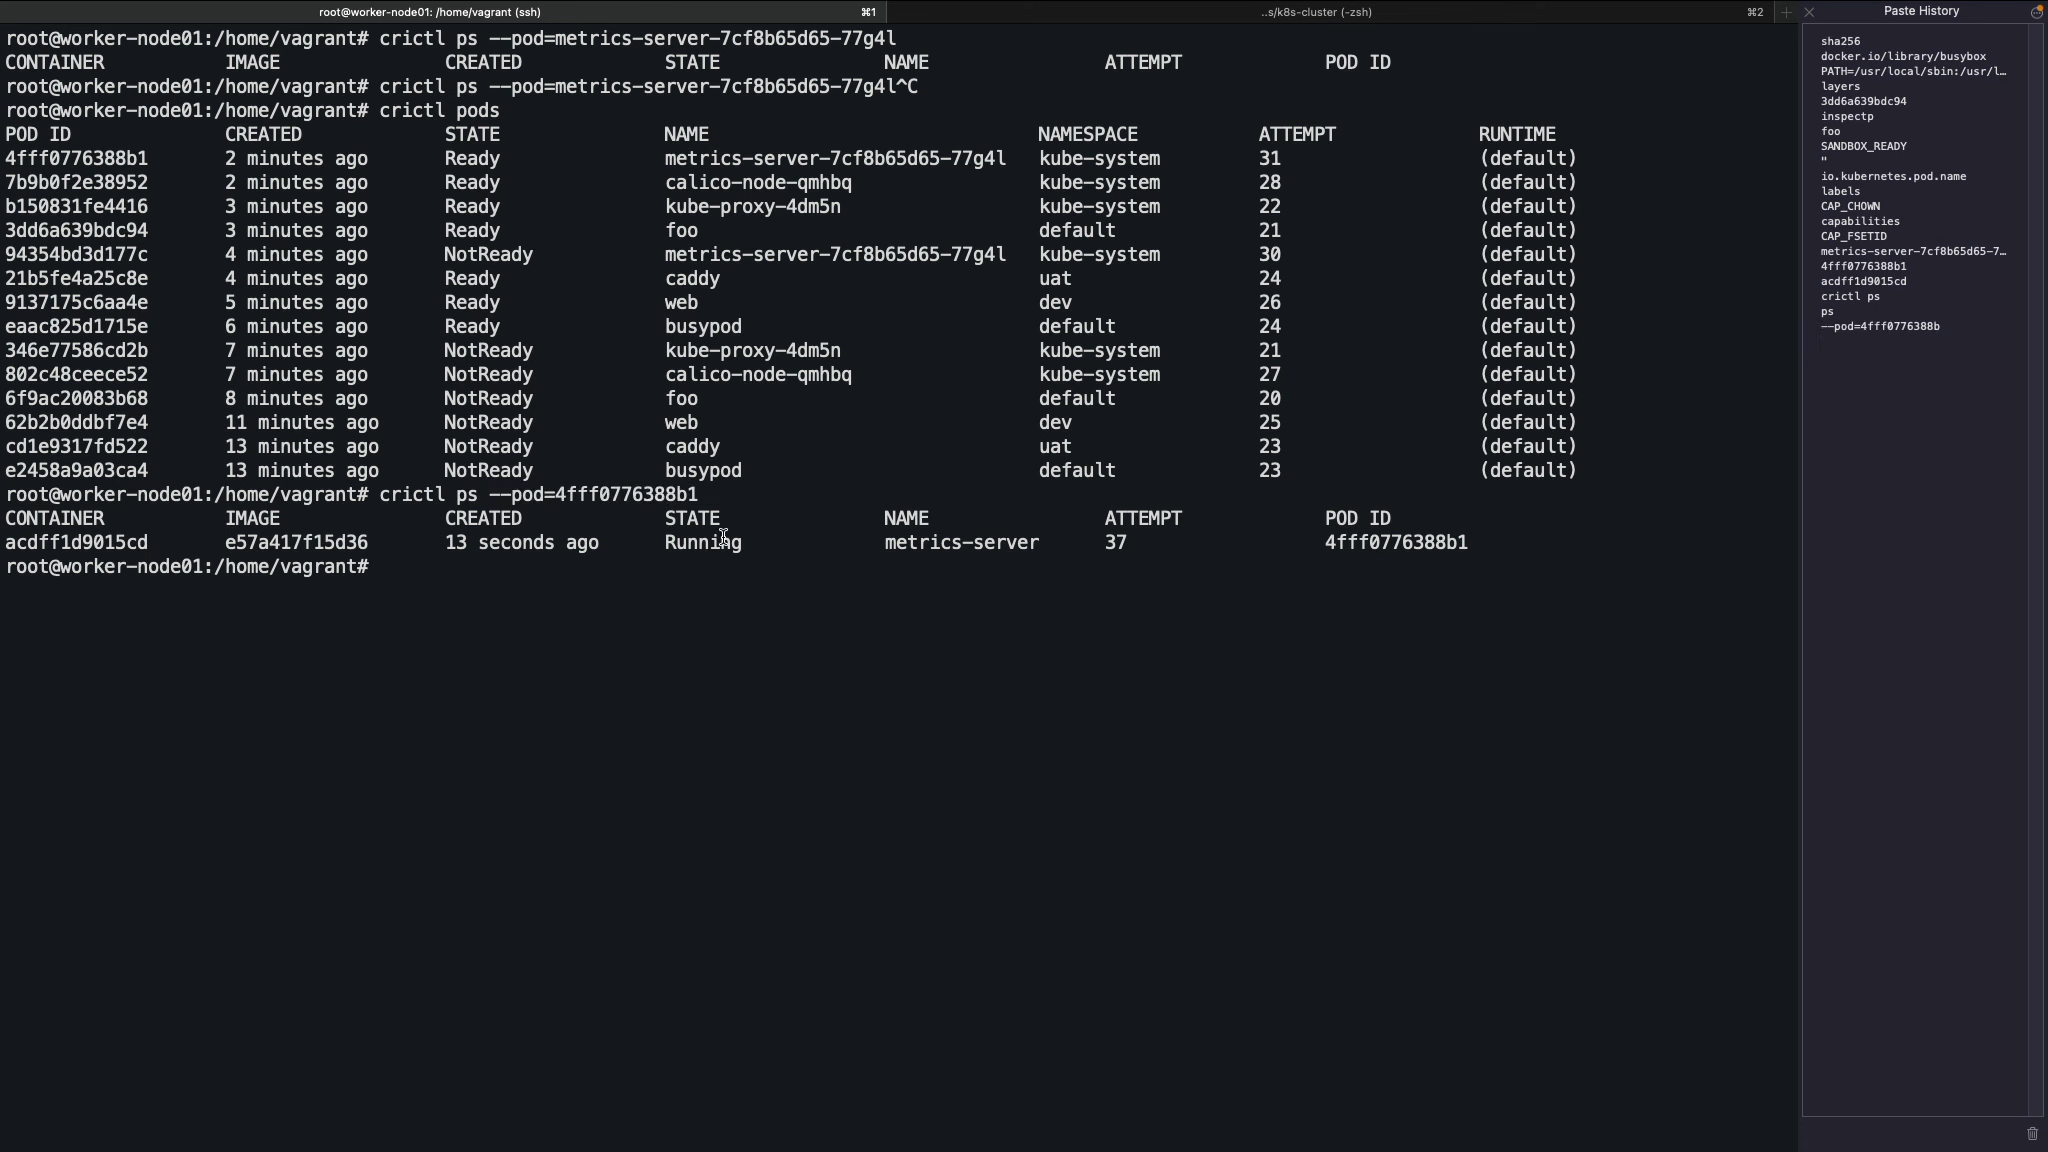 root@worker-node01: /home/vagrant (ssh) ⌘1 ..s/k8s-cluster (-zsh) ⌘2 + Paste History
root@worker-node01:/home/vagrant# crictl ps --pod=metrics-server-7cf8b65d65-77g4l
CONTAINER IMAGE CREATED STATE NAME ATTEMPT POD ID
root@worker-node01:/home/vagrant# crictl ps --pod=metrics-server-7cf8b65d65-77g4l^C
root@worker-node01:/home/vagrant# crictl pods
POD ID CREATED STATE NAME NAMESPACE ATTEMPT RUNTIME
4fff0776388b1 2 minutes ago Ready metrics-server-7cf8b65d65-77g4l kube-system 31 (default)
7b9b0f2e38952 2 minutes ago Ready calico-node-qmhbq kube-system 28 (default)
b150831fe4416 3 minutes ago Ready kube-proxy-4dm5n kube-system 22 (default)
3dd6a639bdc94 3 minutes ago Ready foo default 21 (default)
94354bd3d177c 4 minutes ago NotReady metrics-server-7cf8b65d65-77g4l kube-system 30 (default)
21b5fe4a25c8e 4 minutes ago Ready caddy uat 24 (default)
9137175c6aa4e 5 minutes ago Ready web dev 26 (default)
eaac825d1715e 6 minutes ago Ready busypod default 24 (default)
346e77586cd2b 7 minutes ago NotReady kube-proxy-4dm5n kube-system 21 (default)
802c48ceece52 7 minutes ago NotReady calico-node-qmhbq kube-system 27 (default)
6f9ac20083b68 8 minutes ago NotReady foo default 20 (default)
62b2b0ddbf7e4 11 minutes ago NotReady web dev 25 (default)
cd1e9317fd522 13 minutes ago NotReady caddy uat 23 (default)
e2458a9a03ca4 13 minutes ago NotReady busypod default 23 (default)
root@worker-node01:/home/vagrant# crictl ps --pod=4fff0776388b1
CONTAINER IMAGE CREATED STATE NAME ATTEMPT POD ID
acdff1d9015cd e57a417f15d36 13 seconds ago Running metrics-server 37 4fff0776388b1
root@worker-node01:/home/vagrant#
sha256
docker.io/library/busybox
PATH=/usr/local/sbin:/usr/l…
layers
3dd6a639bdc94
inspectp
foo
SANDBOX_READY
"
io.kubernetes.pod.name
labels
CAP_CHOWN
capabilities
CAP_FSETID
metrics-server-7cf8b65d65-7…
4fff0776388b1
acdff1d9015cd
crictl ps
ps
--pod=4fff0776388b